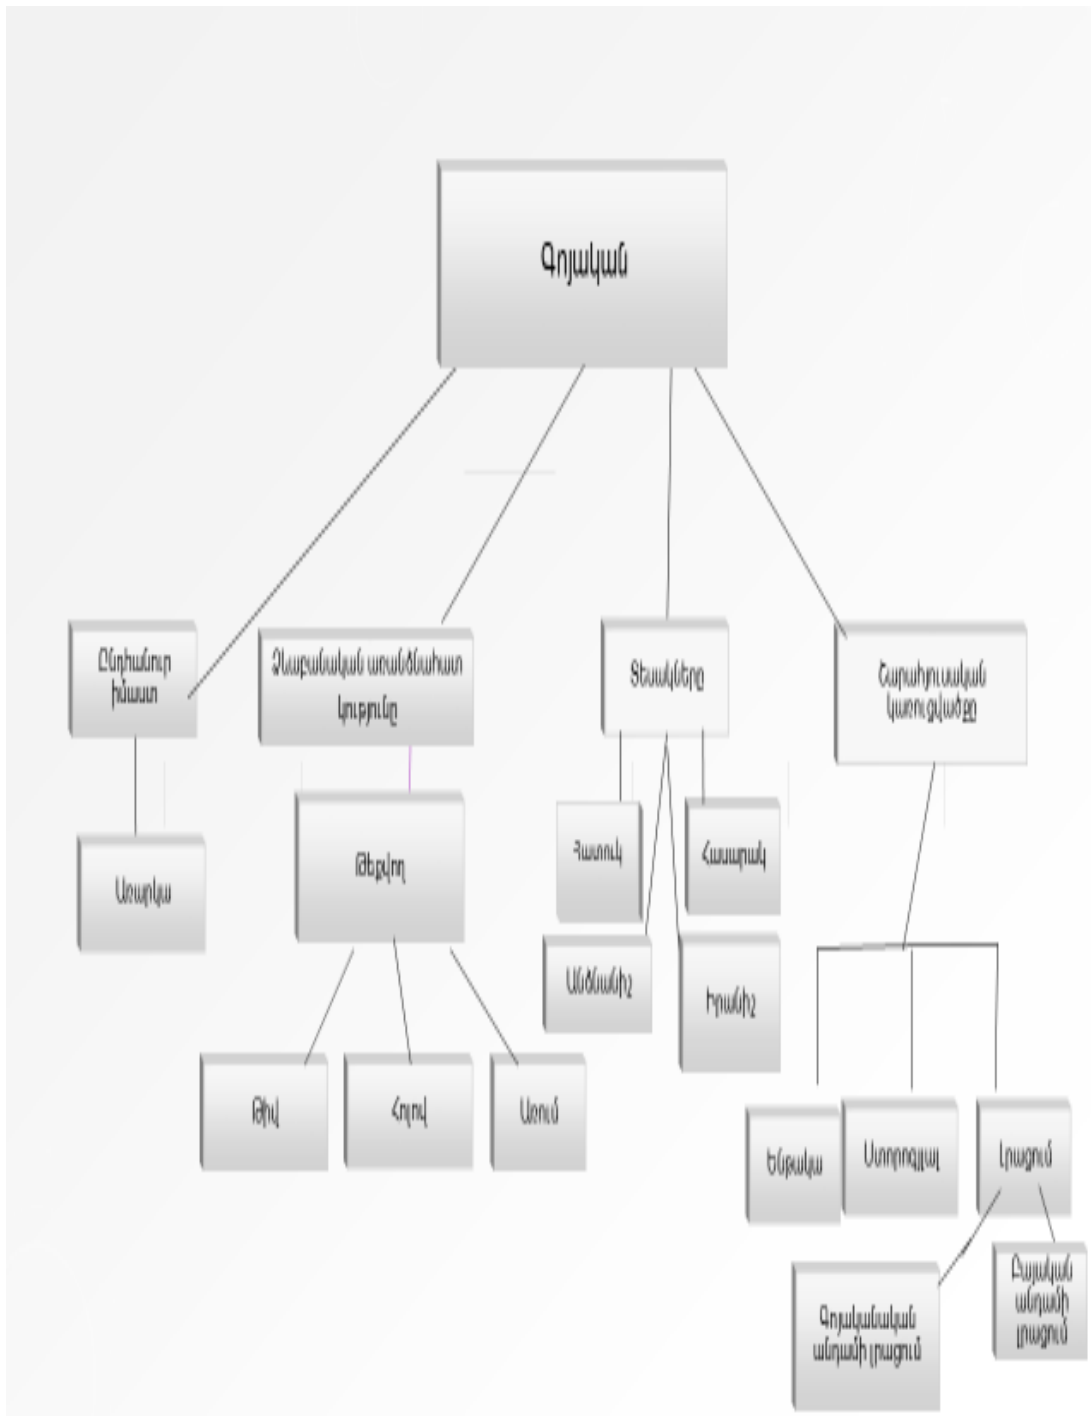 Գոյական
Ընդհանուր
իմաստ
Ձևաբանական առանձնահատ
կությունը
Տեսակները
Շարահյուսական
կառուցվածքը
Առարկա
Թեքվող
Հատուկ
Հասարակ
Անձնանիշ
Իրանիշ
Թիվ
Հոլով
Առում
Ենթակա
Ստորոգյալ
Լրացում
Գոյականական
անդամի լրացում
Բայական
անդամի
լրացում